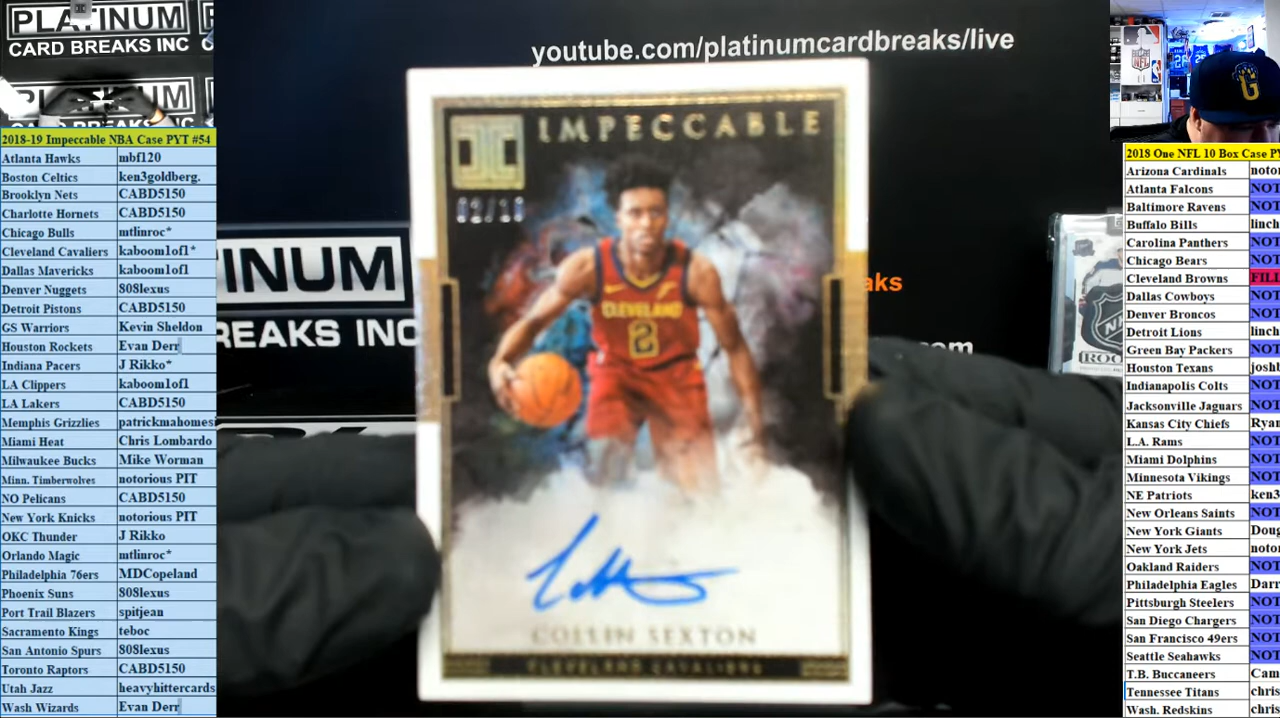 PLATINUM
CARD BREAKS INC
2018-19 Impeccable NBA Case PYT #54
Atlanta Hawks mbf120
Boston Celtics ken3goldberg.
Brooklyn Nets CABD5150
Charlotte Hornets CABD5150
Chicago Bulls mtlinroc*
Cleveland Cavaliers kaboom1of1*
Dallas Mavericks kaboom1of1
Denver Nuggets 808lexus
Detroit Pistons CABD5150
GS Warriors Kevin Sheldon
Houston Rockets Evan Derr
Indiana Pacers J Rikko*
LA Clippers kaboom1of1
LA Lakers CABD5150
Memphis Grizzlies patrickmahomes
Miami Heat Chris Lombardo
Milwaukee Bucks Mike Worman
Minn. Timberwolves notorious PIT
NO Pelicans CABD5150
New York Knicks notorious PIT
OKC Thunder J Rikko
Orlando Magic mtlinroc*
Philadelphia 76ers MDCopeland
Phoenix Suns 808lexus
Port Trail Blazers spitjean
Sacramento Kings teboc
San Antonio Spurs 808lexus
Toronto Raptors CABD5150
Utah Jazz heavyhittercards
Wash Wizards Evan Derr
youtube.com/platinumcardbreaks/live
IMPECCABLE
CLEVELAND
2
SEXTON
INUM
REAKS INC
aks
.com
NFL
G
2018 One NFL 10 Box Case PY
Arizona Cardinals notor
Atlanta Falcons NOT
Baltimore Ravens NOT
Buffalo Bills linch
Carolina Panthers NOT
Chicago Bears NOT
Cleveland Browns FILL
Dallas Cowboys NOT
Denver Broncos NOT
Detroit Lions linch
Green Bay Packers NOT
Houston Texans joshb
Indianapolis Colts NOT
Jacksonville Jaguars NOT
Kansas City Chiefs Ryan
L.A. Rams NOT
Miami Dolphins NOT
Minnesota Vikings NOT
NE Patriots ken3
New Orleans Saints NOT
New York Giants Doug
New York Jets notor
Oakland Raiders NOT
Philadelphia Eagles Darr
Pittsburgh Steelers NOT
San Diego Chargers NOT
San Francisco 49ers NOT
Seattle Seahawks NOT
T.B. Buccaneers Cam
Tennessee Titans chris
Wash. Redskins chris